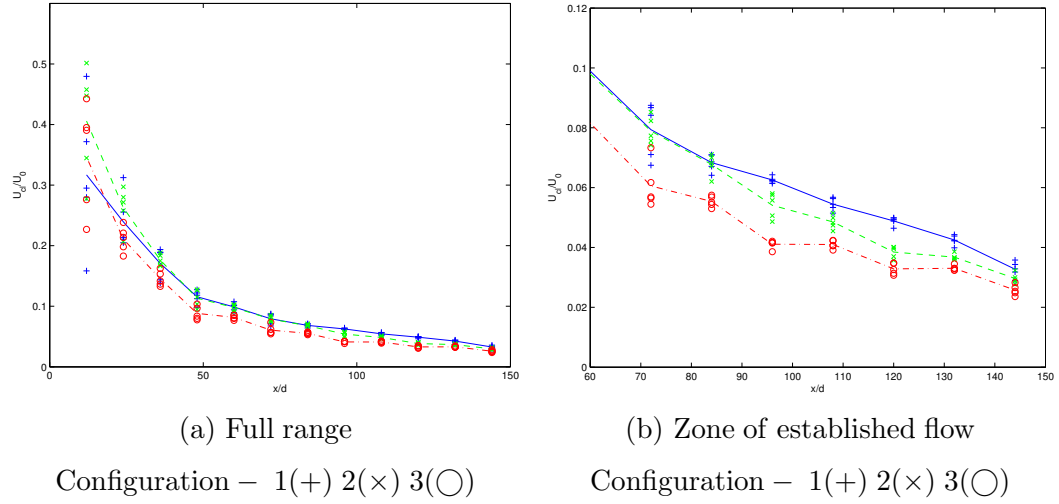 0.5
0.4
0.3
0.2
0.1
0
0 50 100 150
U_cl/U_0
x/d
(a) Full range
Configuration – 1(+) 2(×) 3(◯)
0.12
0.1
0.08
0.06
0.04
0.02
0
60 70 80 90 100 110 120 130 140 150
U_cl/U_0
x/d
(b) Zone of established flow
Configuration – 1(+) 2(×) 3(◯)